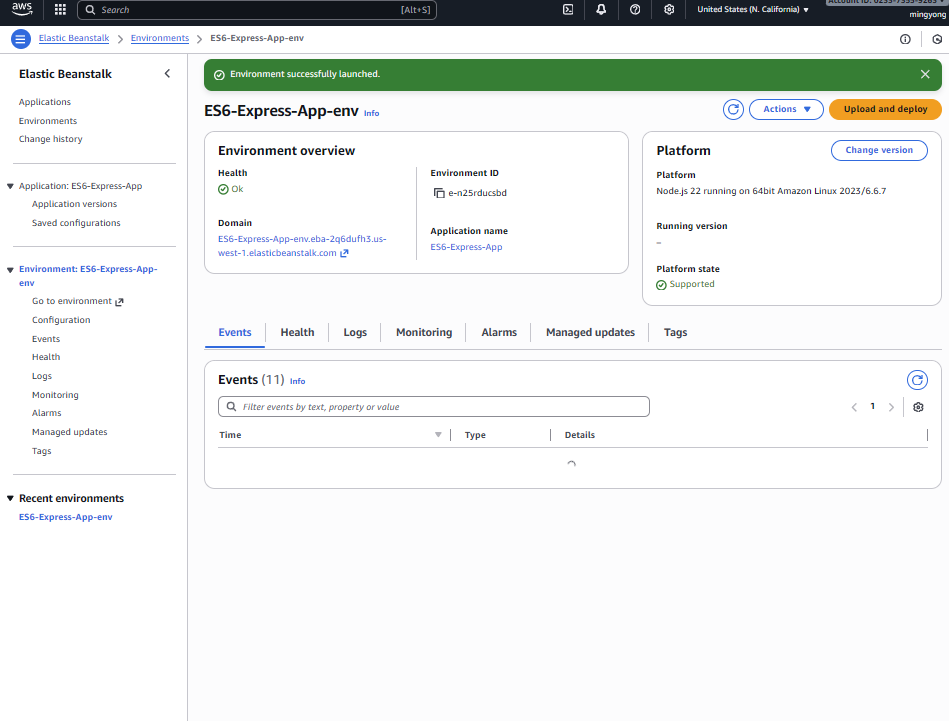 aws
Search
[Alt+S]
United States (N. California)
mingyong
Elastic Beanstalk
Environments
ES6-Express-App-env
Elastic Beanstalk
Applications
Environments
Change history
Application: ES6-Express-App
Application versions
Saved configurations
Environment: ES6-Express-App-
env
Go to environment
Configuration
Events
Health
Logs
Monitoring
Alarms
Managed updates
Tags
Recent environments
ES6-Express-App-env
Environment successfully launched.
ES6-Express-App-env Info
Actions
Upload and deploy
Environment overview
Health
Ok
Domain
ES6-Express-App-env.eba-2q6dufh3.us-
west-1.elasticbeanstalk.com
Environment ID
e-n25rducsbd
Application name
ES6-Express-App
Platform
Change version
Platform
Node.js 22 running on 64bit Amazon Linux 2023/6.6.7
Running version
–
Platform state
Supported
Events
Health
Logs
Monitoring
Alarms
Managed updates
Tags
Events (11) Info
Filter events by text, property or value
1
Time
Type
Details